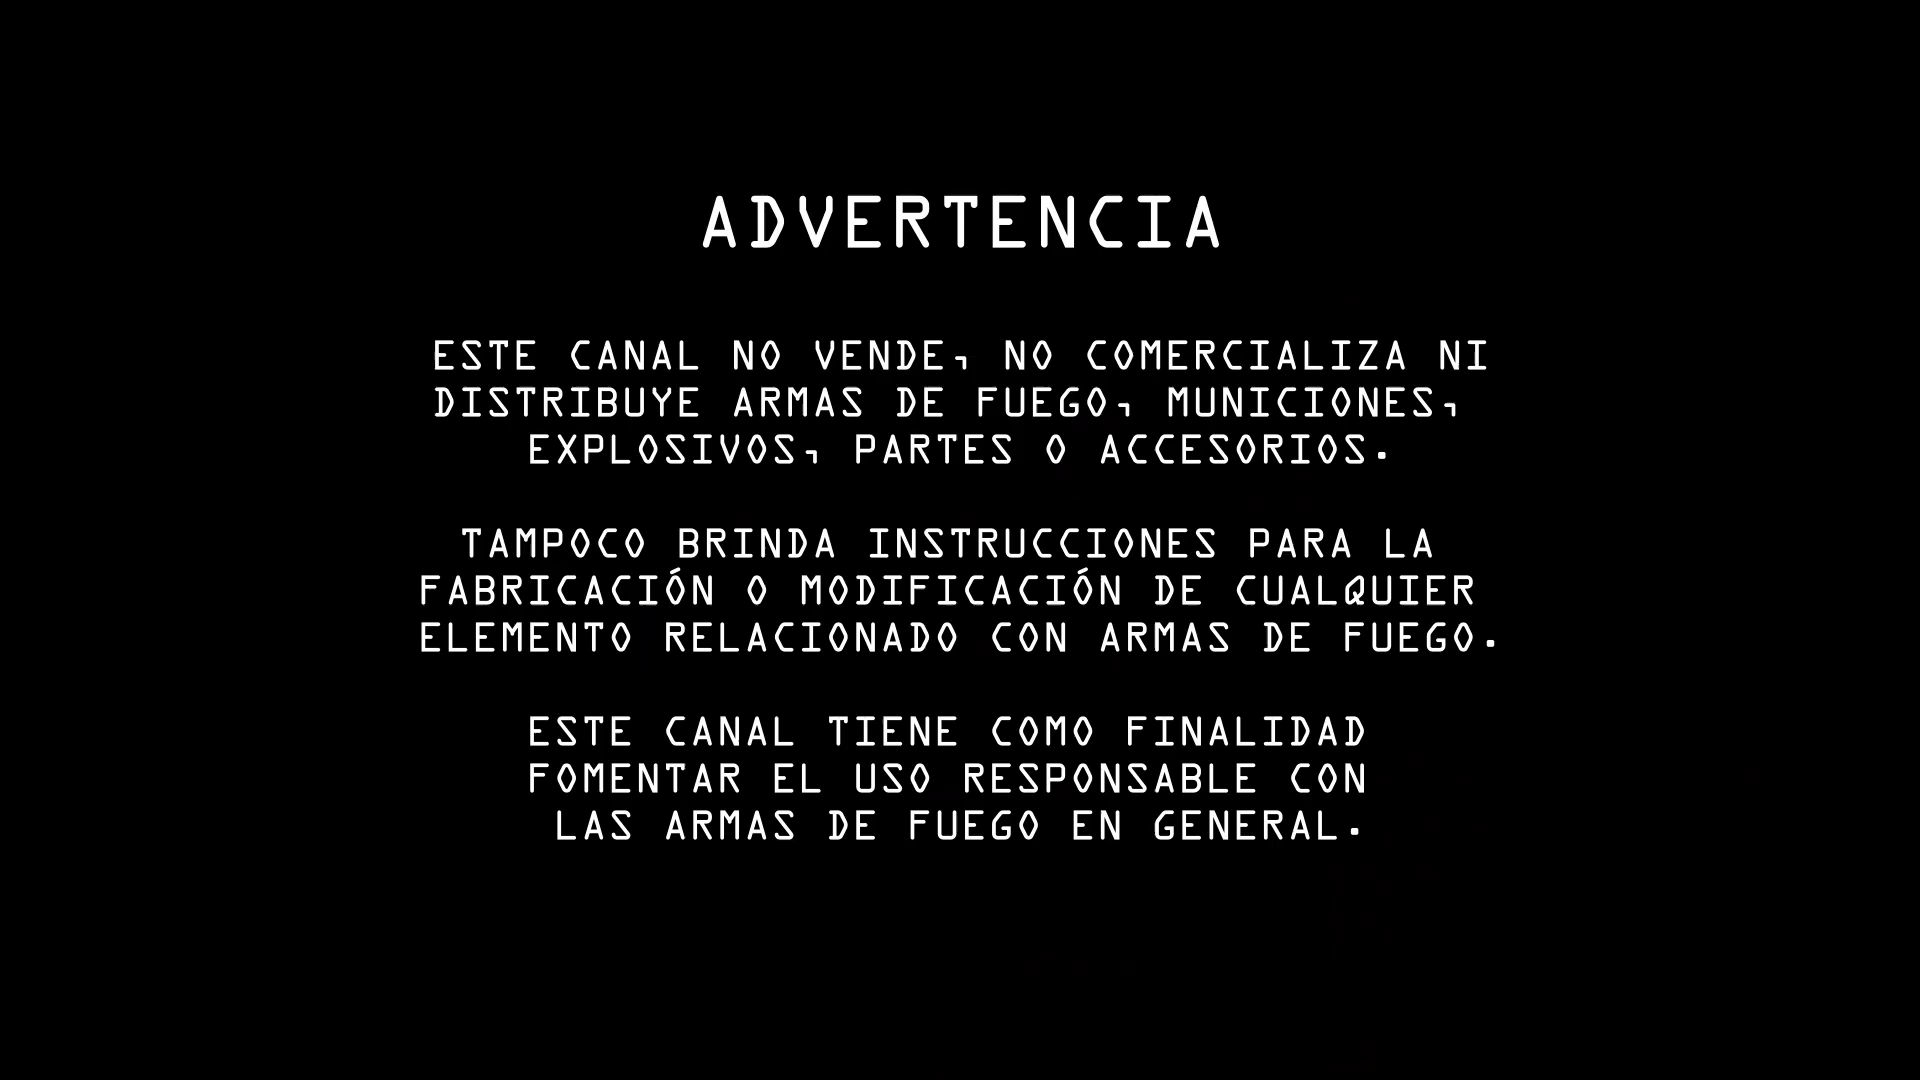 ADVERTENCIA
ESTE CANAL NO VENDE, NO COMERCIALIZA NI
DISTRIBUYE ARMAS DE FUEGO, MUNICIONES,
EXPLOSIVOS, PARTES O ACCESORIOS.
TAMPOCO BRINDA INSTRUCCIONES PARA LA
FABRICACIÓN O MODIFICACIÓN DE CUALQUIER
ELEMENTO RELACIONADO CON ARMAS DE FUEGO.
ESTE CANAL TIENE COMO FINALIDAD
FOMENTAR EL USO RESPONSABLE CON
LAS ARMAS DE FUEGO EN GENERAL.